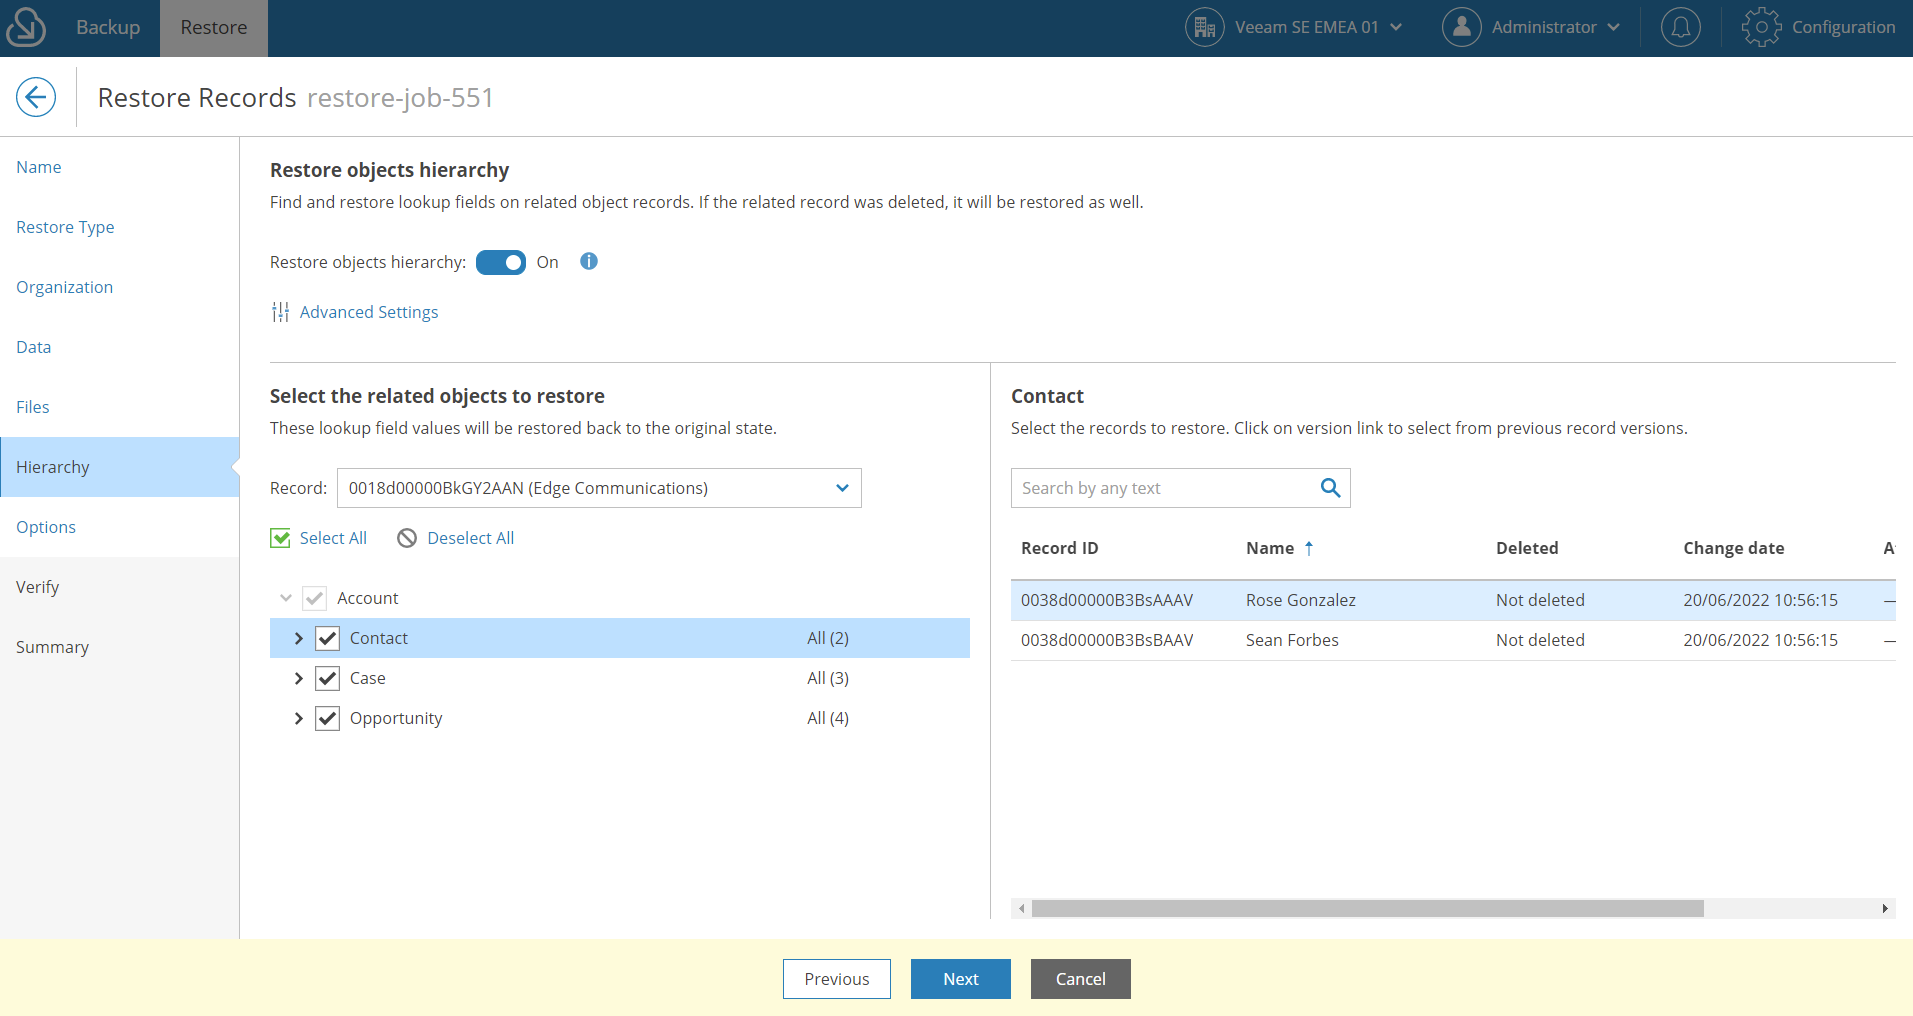 Backup
Restore
Veeam SE EMEA 01
Administrator
Configuration
Restore Records restore-job-551
Name
Restore Type
Organization
Data
Files
Hierarchy
Options
Verify
Summary
Restore objects hierarchy
Find and restore lookup fields on related object records. If the related record was deleted, it will be restored as well.
Restore objects hierarchy: On
Advanced Settings
Select the related objects to restore
These lookup field values will be restored back to the original state.
Record: 0018d00000BkGY2AAN (Edge Communications)
Select All Deselect All
Account
Contact All (2)
Case All (3)
Opportunity All (4)
Contact
Select the records to restore. Click on version link to select from previous record versions.
Search by any text
Record ID Name Deleted Change date
0038d00000B3BsAAAV Rose Gonzalez Not deleted 20/06/2022 10:56:15 —
0038d00000B3BsBAAV Sean Forbes Not deleted 20/06/2022 10:56:15 —
Previous Next Cancel